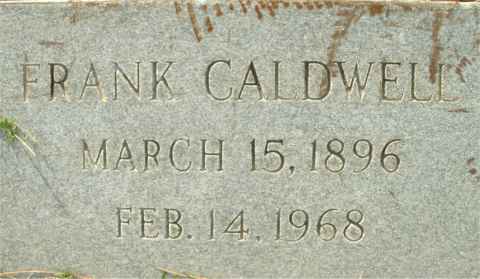 FRANK CALDWELL
MARCH 15, 1896
FEB. 14, 1968